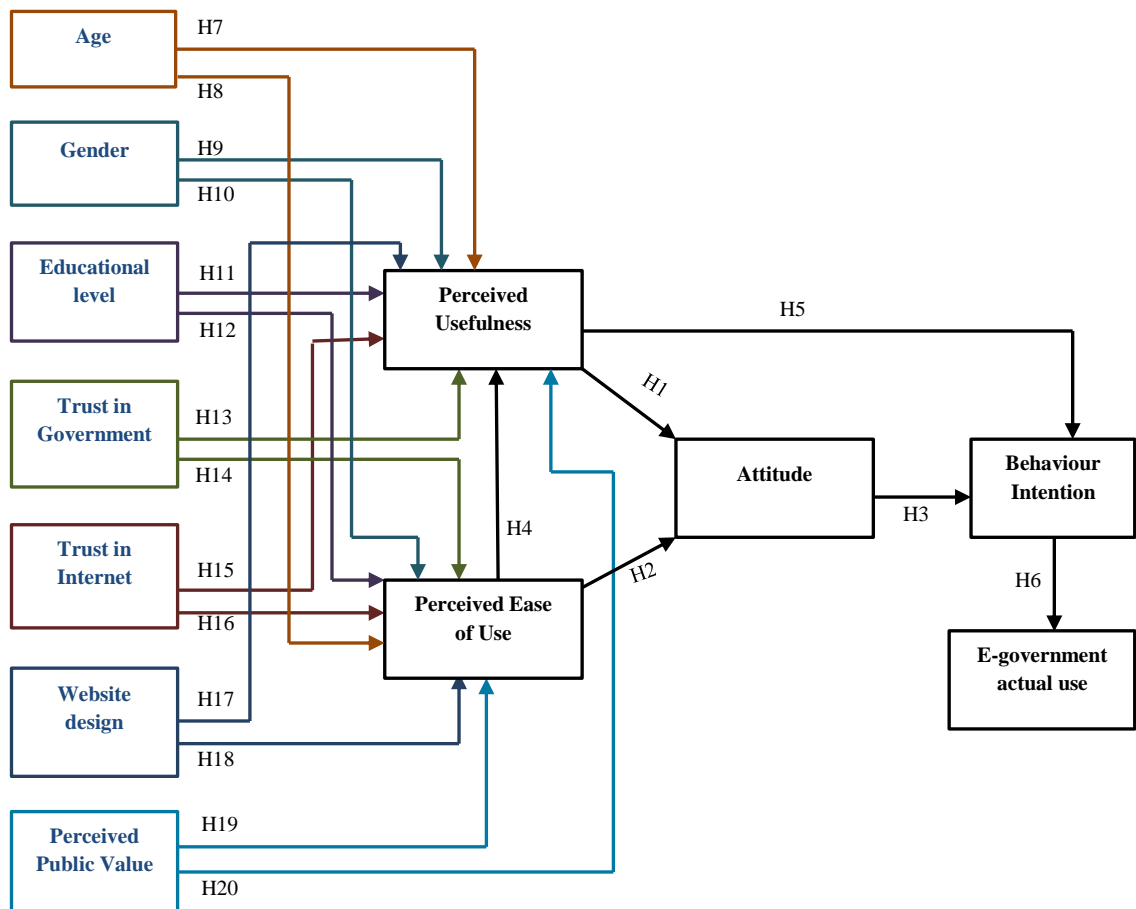 Age
H7
H8
Gender
H9
H10
Educational
level
H11
H12
Perceived
Usefulness
H5
H1
Trust in
Government
H13
H14
Attitude
Behaviour
Intention
H3
H4
H2
Trust in
Internet
H15
H16
Perceived Ease
of Use
H6
E-government
actual use
Website
design
H17
H18
Perceived
Public Value
H19
H20